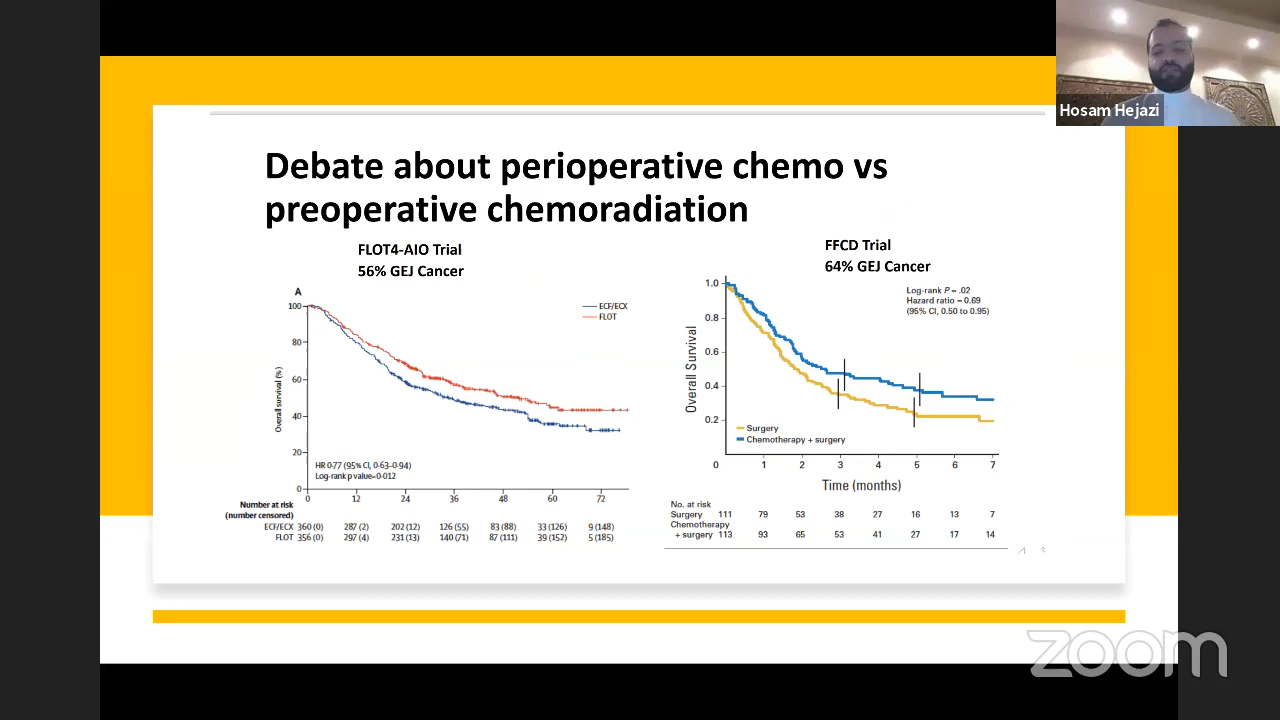 Hosam Hejazi
Debate about perioperative chemo vs
preoperative chemoradiation
FLOT4-AIO Trial
56% GEJ Cancer
A
100
80
60
40
20
0
Overall survival (%)
ECF/ECX
FLOT
HR 0·77 (95% CI, 0·63–0·94)
Log-rank p value=0·012
0 12 24 36 48 60 72
Number at risk
(number censored)
ECF/ECX 360 (0) 287 (2) 202 (12) 126 (55) 83 (88) 33 (126) 9 (148)
FLOT 356 (0) 297 (4) 231 (13) 140 (71) 87 (111) 39 (152) 5 (185)
FFCD Trial
64% GEJ Cancer
1.0
0.8
0.6
0.4
0.2
Overall Survival
Log-rank P = .02
Hazard ratio = 0.69
(95% CI, 0.50 to 0.95)
Surgery
Chemotherapy + surgery
0 1 2 3 4 5 6 7
Time (months)
No. at risk
Surgery 111 79 53 38 27 16 13 7
Chemotherapy
+ surgery 113 93 65 53 41 27 17 14
zoom